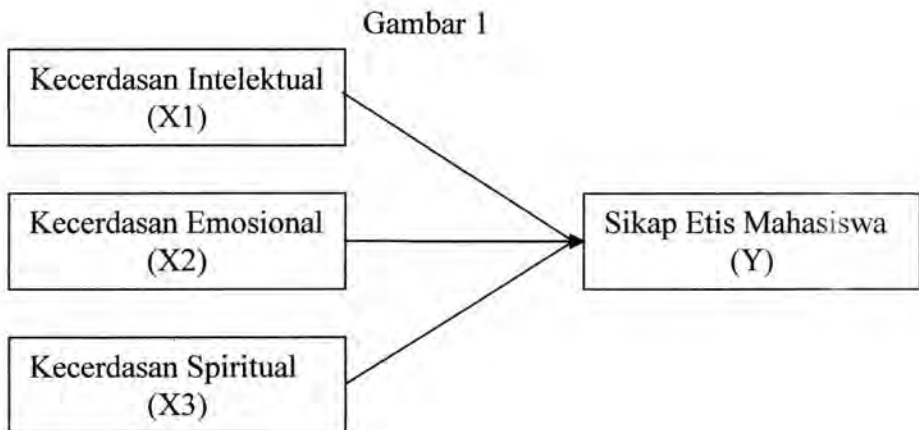 Gambar 1
Kecerdasan Intelektual
(X1)
Kecerdasan Emosional
(X2)
Sikap Etis Mahasiswa
(Y)
Kecerdasan Spiritual
(X3)